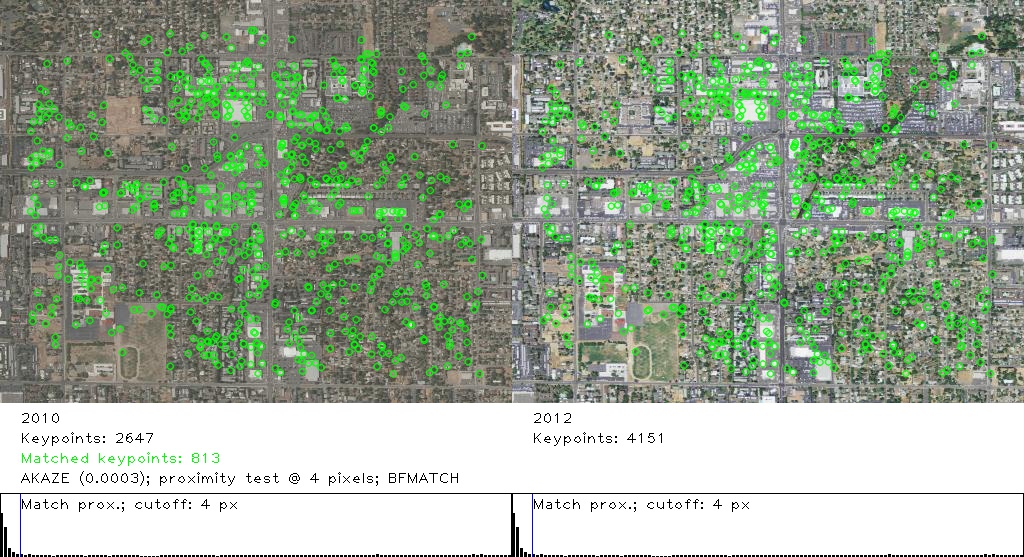 2010
Keypoints: 2647
Matched keypoints: 813
AKAZE (0.0003); proximity test @ 4 pixels; BFMATCH
2012
Keypoints: 4151
Match prox.; cutoff: 4 px
Match prox.; cutoff: 4 px